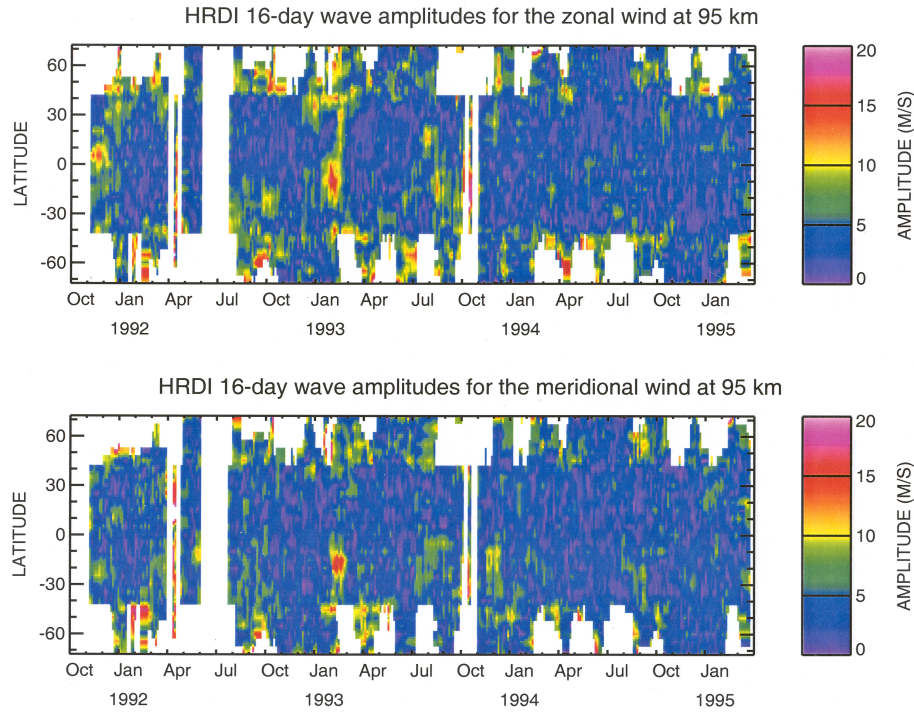 HRDI 16-day wave amplitudes for the zonal wind at 95 km
LATITUDE
60
30
0
-30
-60
Oct Jan Apr Jul Oct Jan Apr Jul Oct Jan Apr Jul Oct Jan
1992 1993 1994 1995
20
15
10
5
0
AMPLITUDE (M/S)
HRDI 16-day wave amplitudes for the meridional wind at 95 km
LATITUDE
60
30
0
-30
-60
Oct Jan Apr Jul Oct Jan Apr Jul Oct Jan Apr Jul Oct Jan
1992 1993 1994 1995
20
15
10
5
0
AMPLITUDE (M/S)